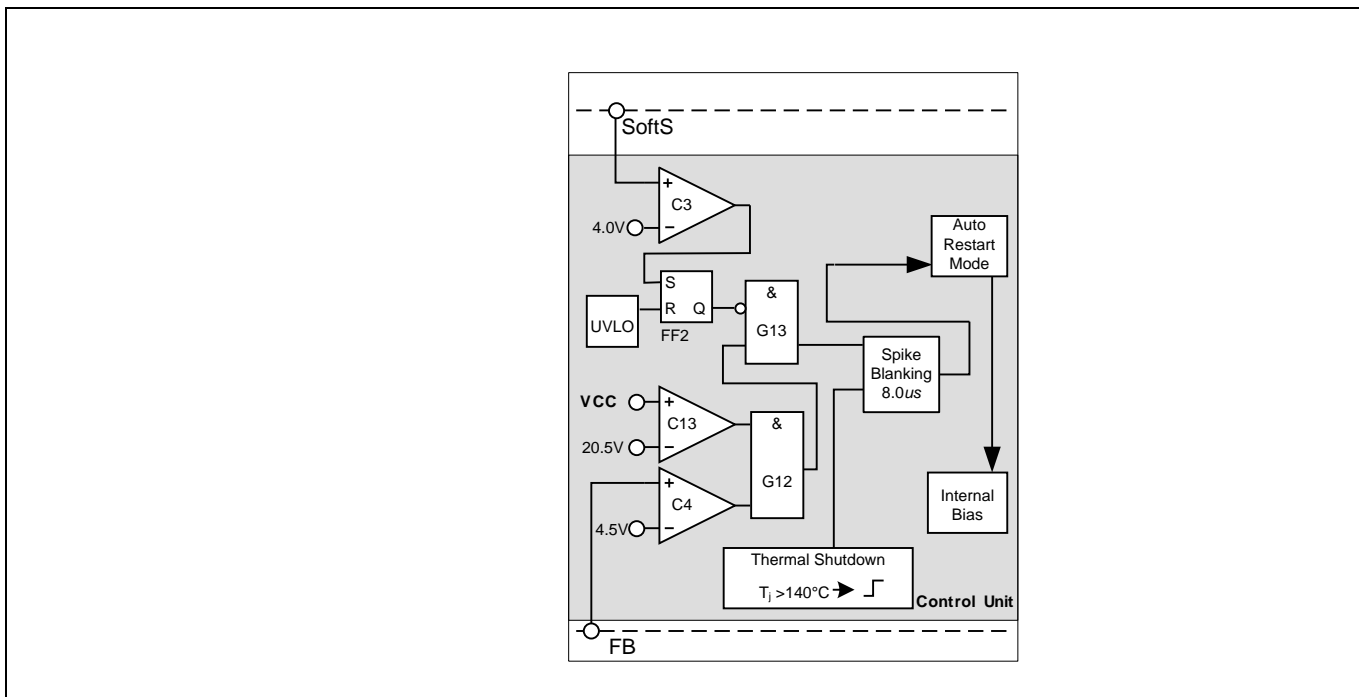 SoftS
+
C3
4.0V
−
Auto
Restart
Mode
S
R Q
UVLO
FF2
&
G13
Spike
Blanking
8.0us
VCC
+
C13
20.5V
−
&
G12
+
C4
4.5V
−
Internal
Bias
Thermal Shutdown
Tj >140°C
Control Unit
FB